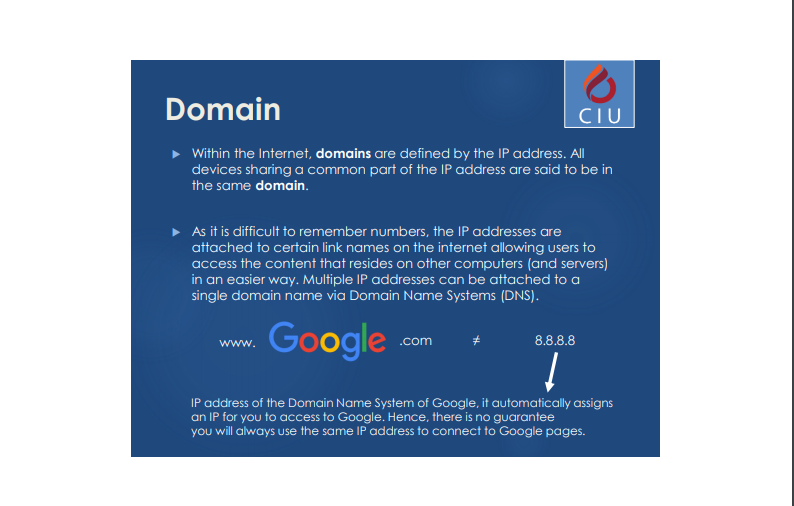 CIU
Domain
Within the Internet, domains are defined by the IP address. All
devices sharing a common part of the IP address are said to be in
the same domain.
As it is difficult to remember numbers, the IP addresses are
attached to certain link names on the internet allowing users to
access the content that resides on other computers (and servers)
in an easier way. Multiple IP addresses can be attached to a
single domain name via Domain Name Systems (DNS).
www. Google .com ≠ 8.8.8.8
IP address of the Domain Name System of Google, it automatically assigns
an IP for you to access to Google. Hence, there is no guarantee
you will always use the same IP address to connect to Google pages.